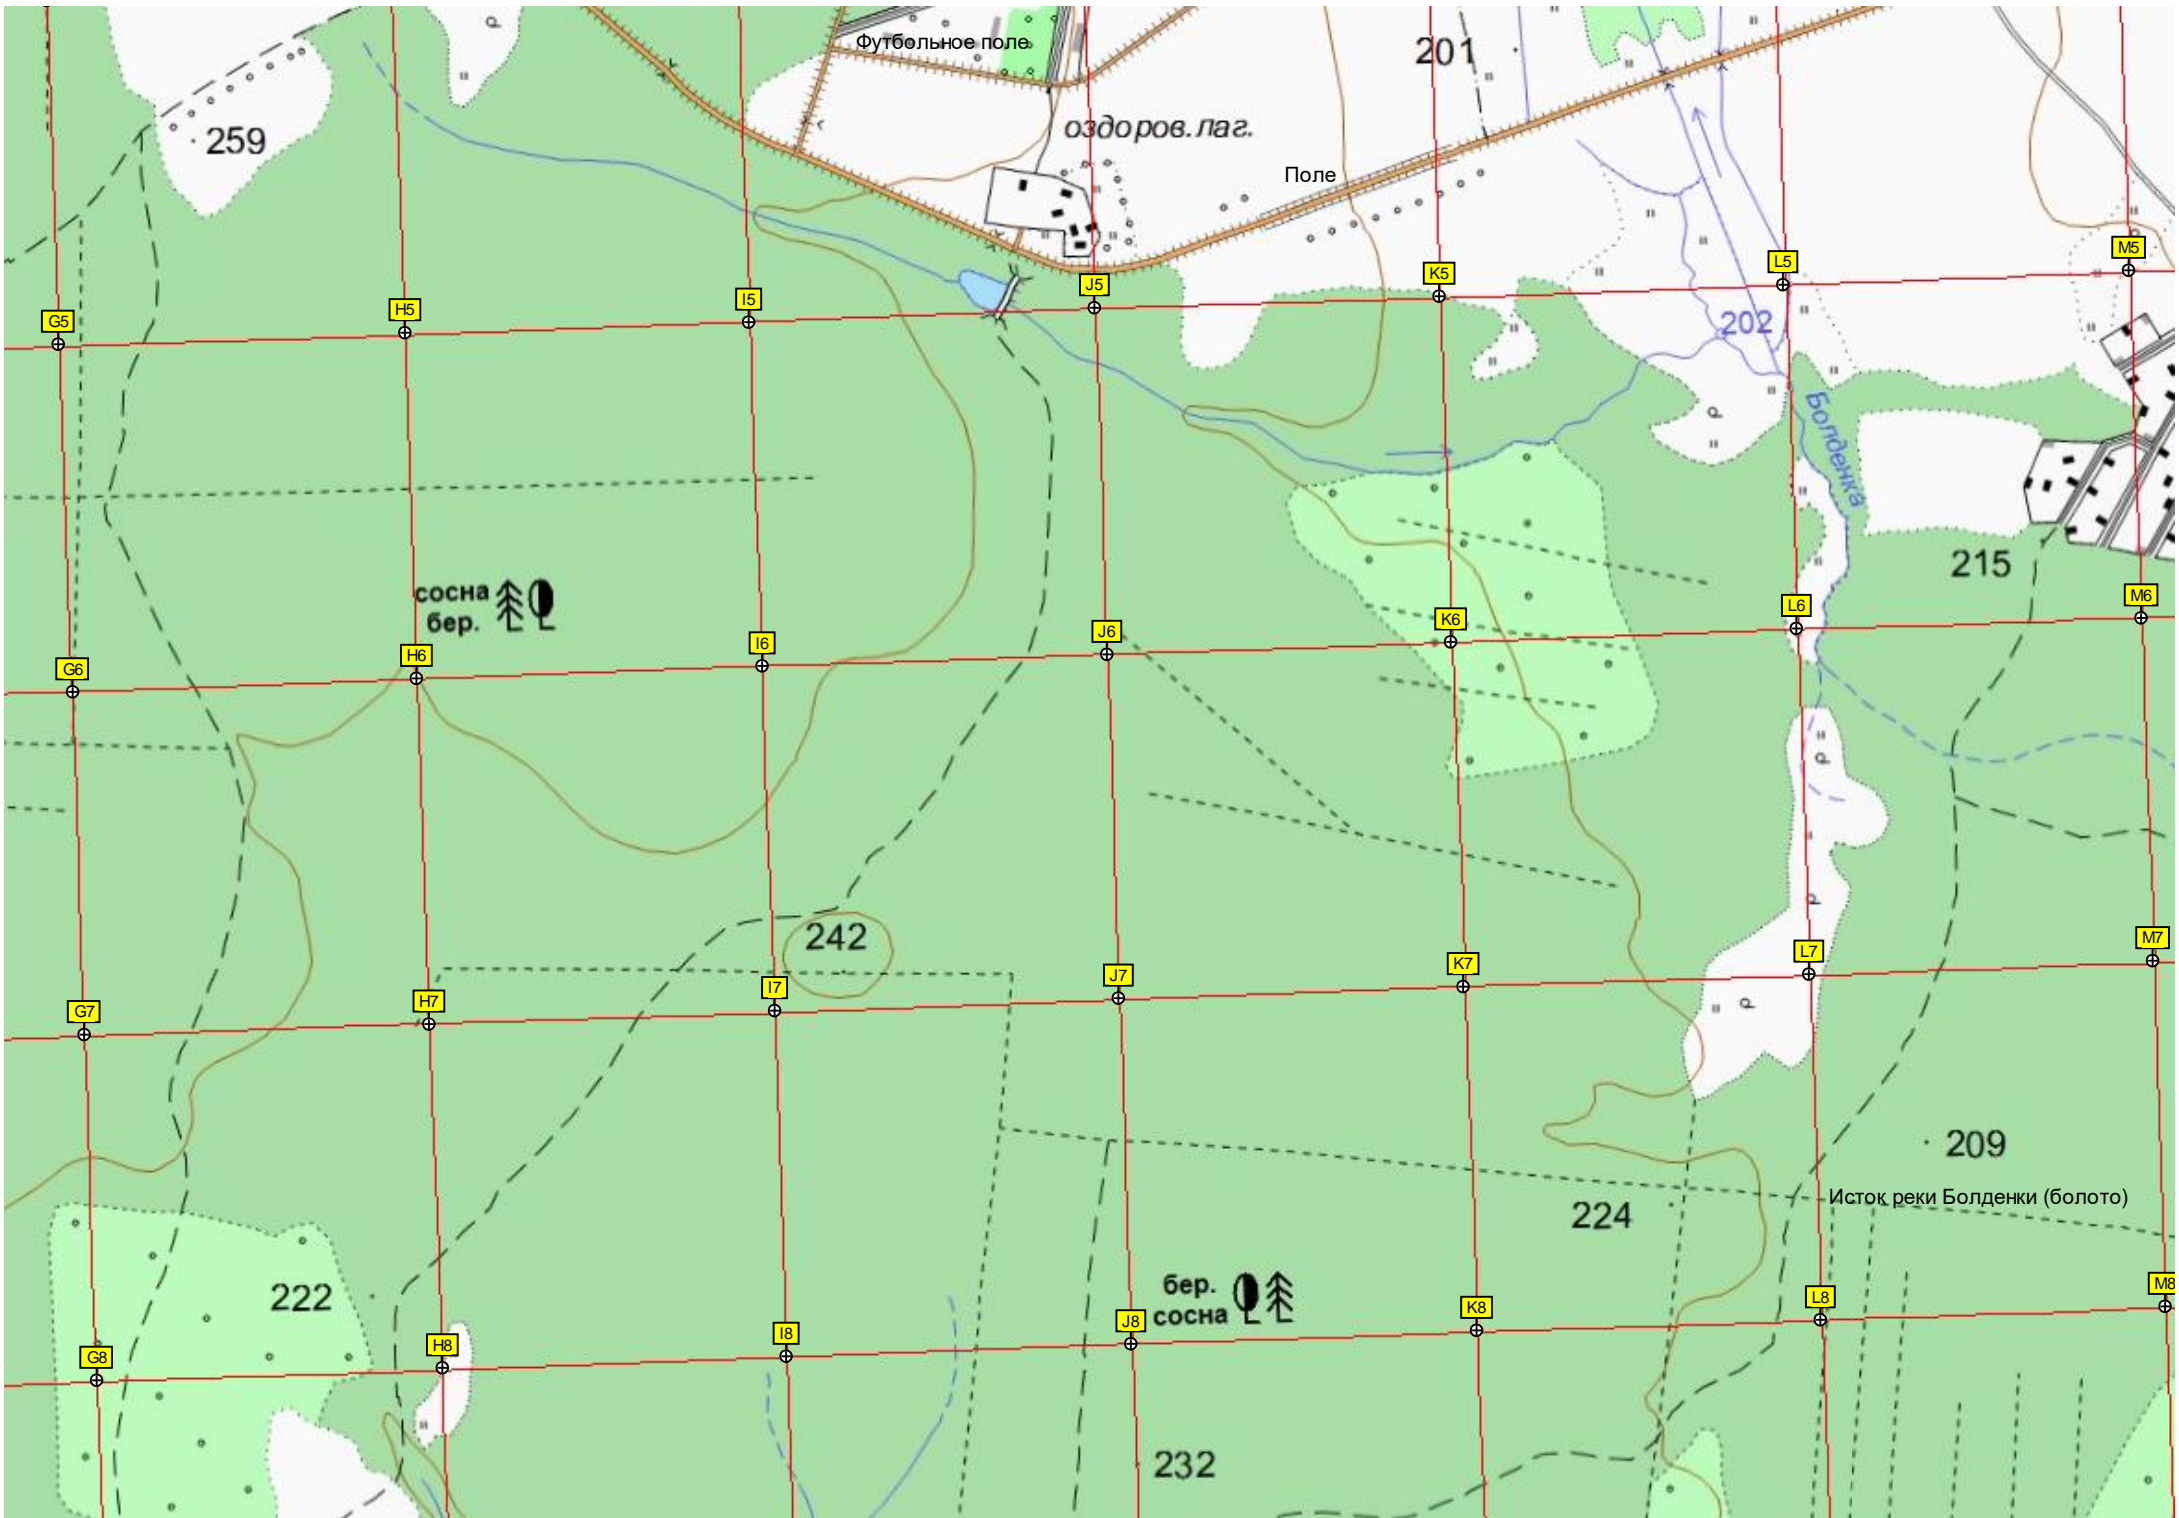 Футбольное поле
201
259
оздоров.лаг.
Поле
M5
L5
K5
J5
I5
H5
G5
202
Болденка
215
сосна
бер.
M6
L6
K6
J6
I6
H6
G6
242
M7
L7
K7
J7
I7
H7
G7
209
Исток реки Болденки (болото)
224
222
бер.
сосна
M8
L8
K8
J8
I8
H8
G8
232